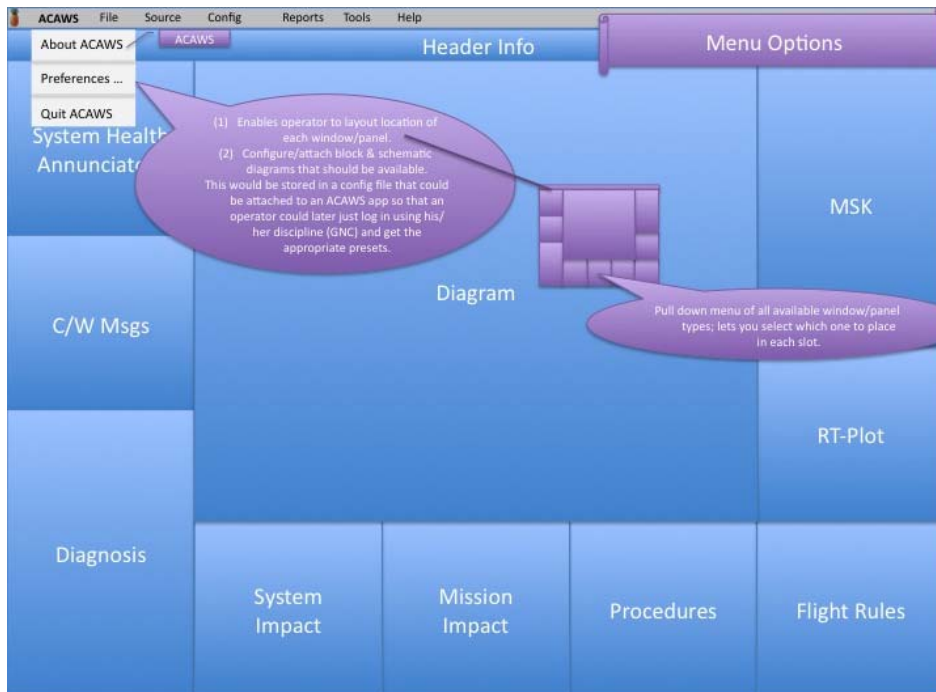 ACAWS File Source Config Reports Tools Help
About ACAWS
Preferences ...
Quit ACAWS
ACAWS
Header Info
Menu Options
System Health
Annunciato
(1) Enables operator to layout location of
each window/panel.
(2) Configure/attach block & schematic
diagrams that should be available.
This would be stored in a config file that could
be attached to an ACAWS app so that an
operator could later just log in using his/
her discipline (GNC) and get the
appropriate presets.
MSK
Diagram
Pull down menu of all available window/panel
types; lets you select which one to place
in each slot.
C/W Msgs
RT-Plot
Diagnosis
System
Impact
Mission
Impact
Procedures
Flight Rules